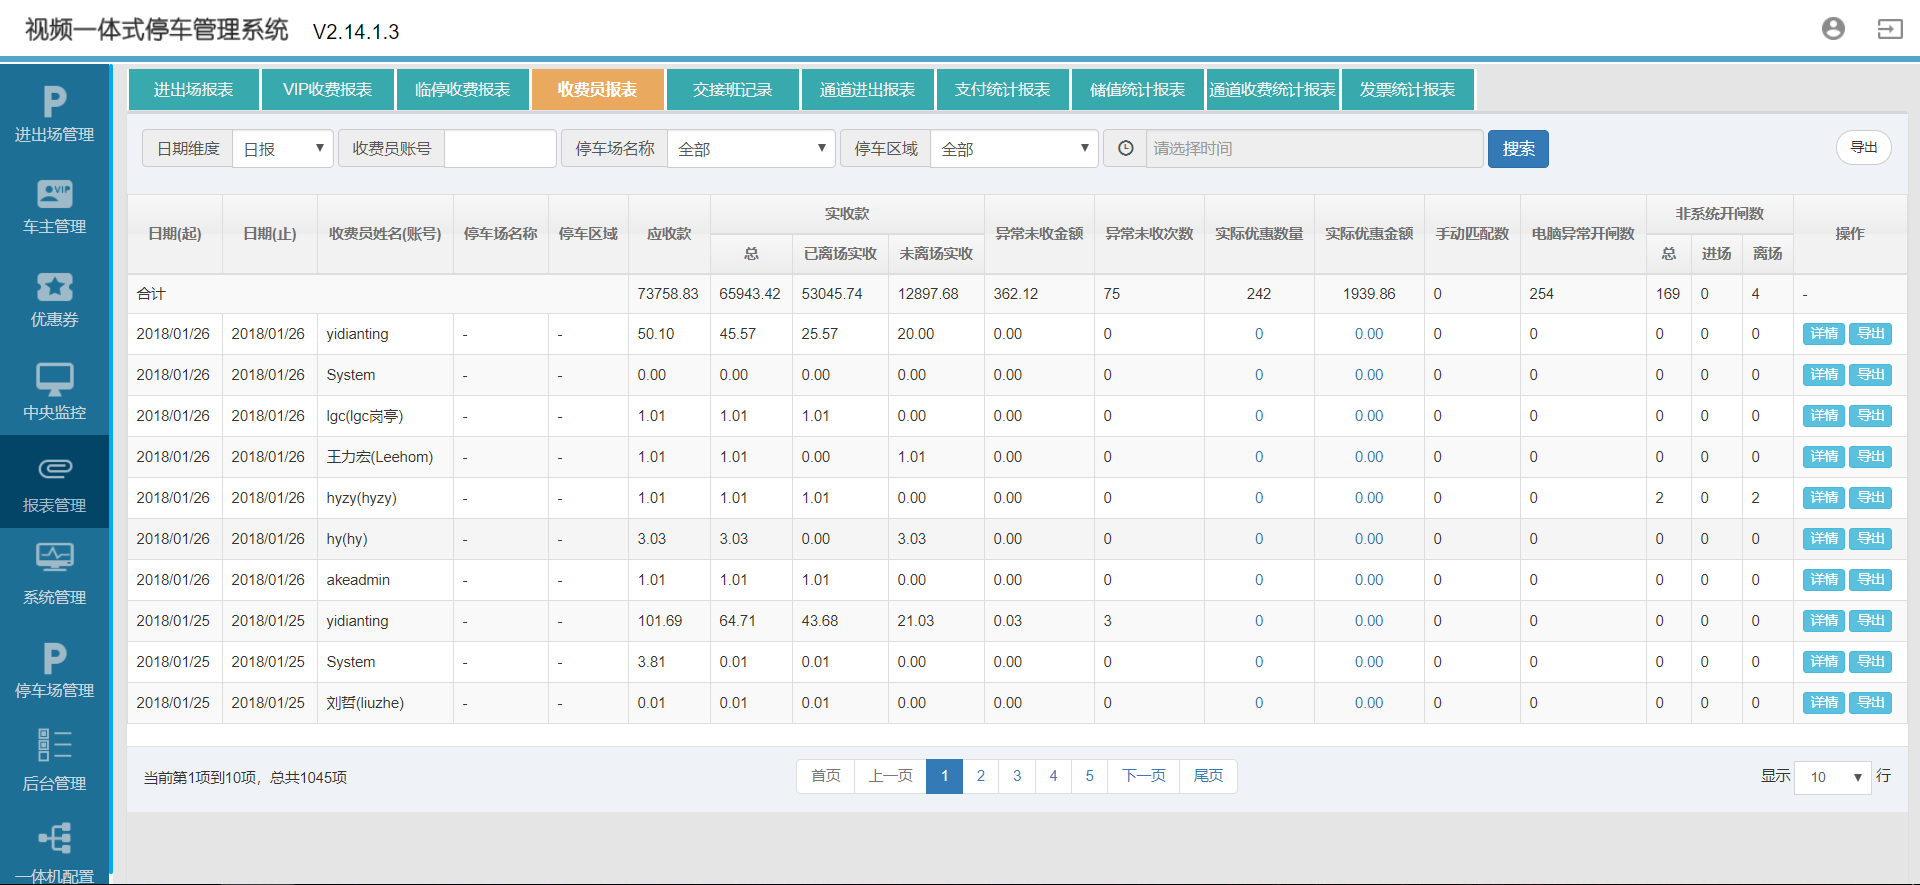 视频一体式停车管理系统 V2.14.1.3
进出场管理
VIP
车主管理
优惠券
中央监控
报表管理
系统管理
停车场管理
后台管理
一体机配置
进出场报表 VIP收费报表 临停收费报表 收费员报表 交接班记录 通道进出报表 支付统计报表 储值统计报表 通道收费统计报表 发票统计报表
日期维度 日报 收费员账号 停车场名称 全部 停车区域 全部 请选择时间 搜索 导出
日期(起) 日期(止) 收费员姓名(账号) 停车场名称 停车区域 应收款 实收款 异常未收金额 异常未收次数 实际优惠数量 实际优惠金额 手动匹配数 电脑异常开闸数 非系统开闸数 操作
总 已离场实收 未离场实收 总 进场 离场
合计 73758.83 65943.42 53045.74 12897.68 362.12 75 242 1939.86 0 254 169 0 4 -
2018/01/26 2018/01/26 yidianting - - 50.10 45.57 25.57 20.00 0.00 0 0 0.00 0 0 0 0 0 详情 导出
2018/01/26 2018/01/26 System - - 0.00 0.00 0.00 0.00 0.00 0 0 0.00 0 0 0 0 0 详情 导出
2018/01/26 2018/01/26 lgc(lgc岗亭) - - 1.01 1.01 1.01 0.00 0.00 0 0 0.00 0 0 0 0 0 详情 导出
2018/01/26 2018/01/26 王力宏(Leehom) - - 1.01 1.01 0.00 1.01 0.00 0 0 0.00 0 0 0 0 0 详情 导出
2018/01/26 2018/01/26 hyzy(hyzy) - - 1.01 1.01 1.01 0.00 0.00 0 0 0.00 0 0 2 0 2 详情 导出
2018/01/26 2018/01/26 hy(hy) - - 3.03 3.03 0.00 3.03 0.00 0 0 0.00 0 0 0 0 0 详情 导出
2018/01/26 2018/01/26 akeadmin - - 1.01 1.01 1.01 0.00 0.00 0 0 0.00 0 0 0 0 0 详情 导出
2018/01/25 2018/01/25 yidianting - - 101.69 64.71 43.68 21.03 0.03 3 0 0.00 0 0 0 0 0 详情 导出
2018/01/25 2018/01/25 System - - 3.81 0.01 0.01 0.00 0.00 0 0 0.00 0 0 0 0 0 详情 导出
2018/01/25 2018/01/25 刘哲(liuzhe) - - 0.01 0.01 0.01 0.00 0.00 0 0 0.00 0 0 0 0 0 详情 导出
当前第1项到10项，总共1045项 首页 上一页 1 2 3 4 5 下一页 尾页 显示 10 行